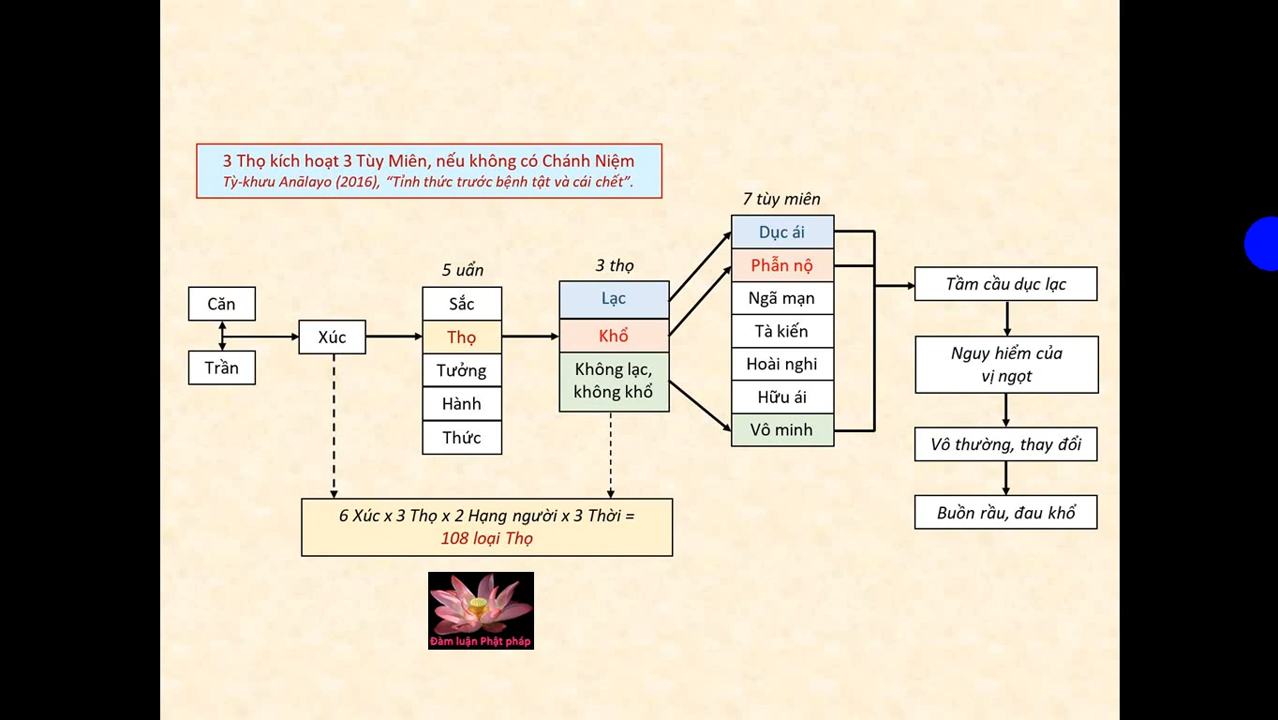 3 Thọ kích hoạt 3 Tùy Miên, nếu không có Chánh Niệm
Tỳ-khưu Anālayo (2016), “Tỉnh thức trước bệnh tật và cái chết”.
Căn
Trần
Xúc
5 uẩn
Sắc
Thọ
Tưởng
Hành
Thức
3 thọ
Lạc
Khổ
Không lạc,
không khổ
7 tùy miên
Dục ái
Phẫn nộ
Ngã mạn
Tà kiến
Hoài nghi
Hữu ái
Vô minh
Tầm cầu dục lạc
Nguy hiểm của
vị ngọt
Vô thường, thay đổi
Buồn rầu, đau khổ
6 Xúc x 3 Thọ x 2 Hạng người x 3 Thời =
108 loại Thọ
Đàm luận Phật pháp